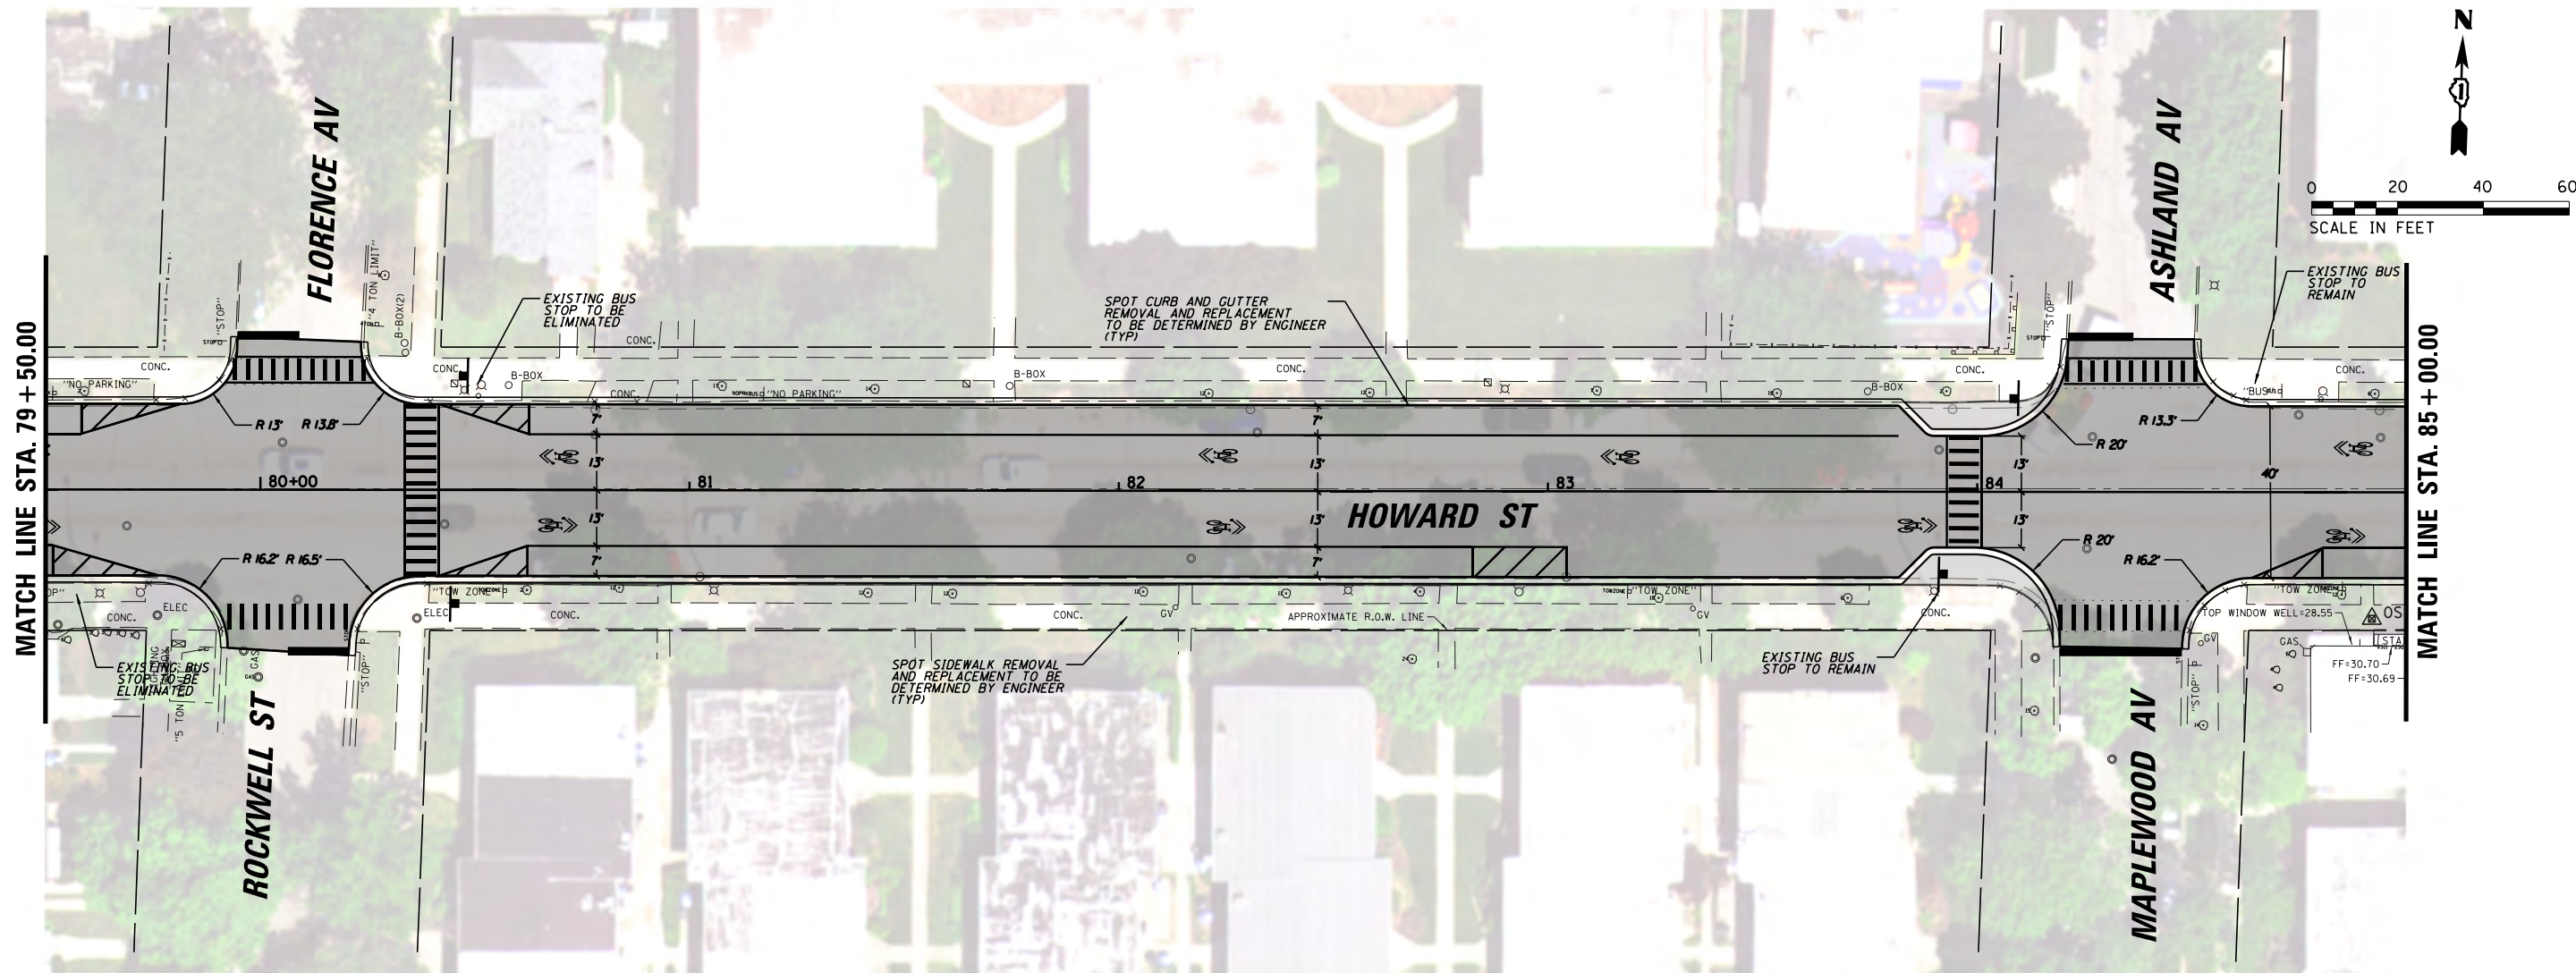 N
0 20 40 60
SCALE IN FEET
FLORENCE AV
ASHLAND AV
MATCH LINE STA. 79+50.00
MATCH LINE STA. 85+00.00
"STOP"
"4 TON LIMIT"
B-BOX(2)
STOP
EXISTING BUS
STOP TO BE
ELIMINATED
SPOT CURB AND GUTTER
REMOVAL AND REPLACEMENT
TO BE DETERMINED BY ENGINEER
(TYP)
"STOP"
STOP
EXISTING BUS
STOP TO
REMAIN
CONC.
"NO PARKING"
CONC.
B-BOX
CONC.
CONC.
"NO PARKING"
B-BOX
CONC.
B-BOX
CONC.
"BUS"
CONC.
R 13' R 13.8'
7'
7'
R 20'
R 13.3'
13'
13'
13'
40'
80+00
81
82
83
84
HOWARD ST
13'
13'
13'
R 16.2' R 16.5'
7'
7'
R 20'
R 16.2'
ELEC
CONC.
ELEC
"TOW ZONE"
CONC.
CONC.
GV
APPROXIMATE R.O.W. LINE
"TOW ZONE"
GV
CONC.
"TOW ZONE"
TOP WINDOW WELL=28.55
OS
GV
GAS
STA
FF=30.70
FF=30.69
EXISTING BUS
STOP TO BE
ELIMINATED
GAS
"STOP"
SPOT SIDEWALK REMOVAL
AND REPLACEMENT TO BE
DETERMINED BY ENGINEER
(TYP)
EXISTING BUS
STOP TO REMAIN
"STOP"
ROCKWELL ST
MAPLEWOOD AV